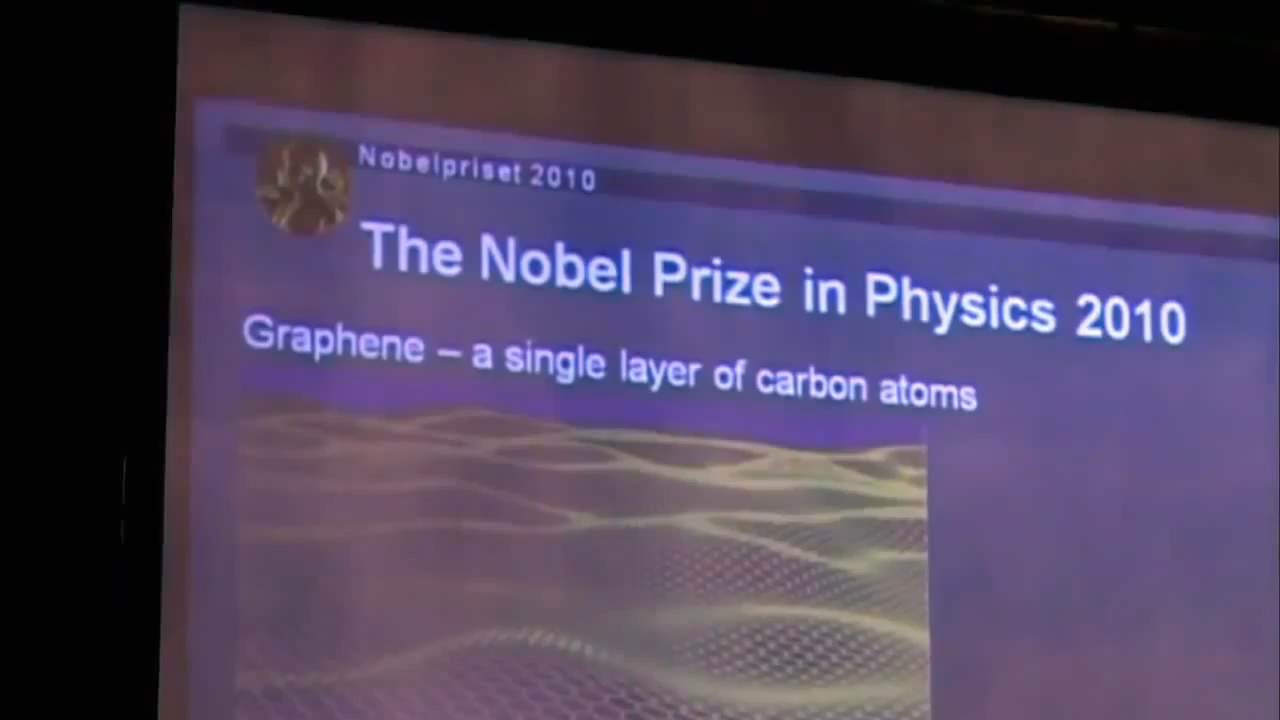 Nobelpriset 2010
The Nobel Prize in Physics 2010
Graphene – a single layer of carbon atoms